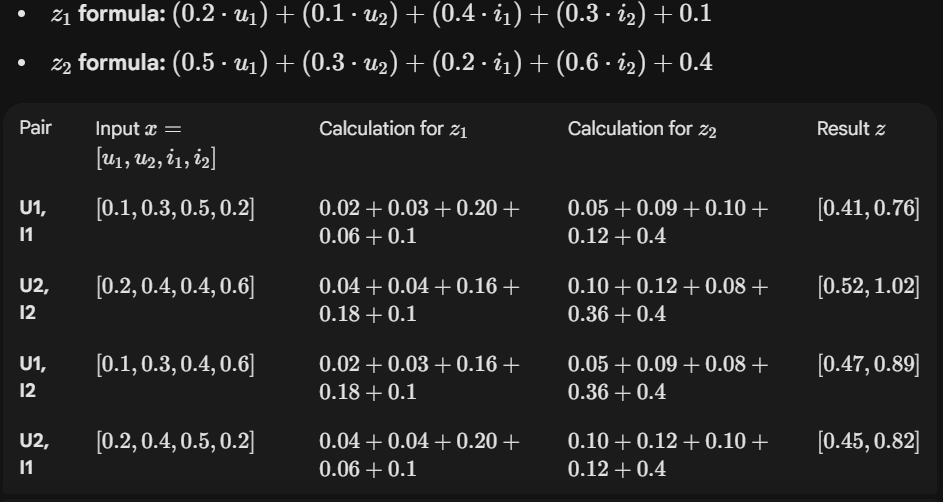 • z₁ formula: (0.2 · u₁) + (0.1 · u₂) + (0.4 · i₁) + (0.3 · i₂) + 0.1
• z₂ formula: (0.5 · u₁) + (0.3 · u₂) + (0.2 · i₁) + (0.6 · i₂) + 0.4
Pair Input x = Calculation for z₁ Calculation for z₂ Result z
[u₁, u₂, i₁, i₂]
U1, [0.1, 0.3, 0.5, 0.2] 0.02 + 0.03 + 0.20 + 0.05 + 0.09 + 0.10 + [0.41, 0.76]
I1 0.06 + 0.1 0.12 + 0.4
U2, [0.2, 0.4, 0.4, 0.6] 0.04 + 0.04 + 0.16 + 0.10 + 0.12 + 0.08 + [0.52, 1.02]
I2 0.18 + 0.1 0.36 + 0.4
U1, [0.1, 0.3, 0.4, 0.6] 0.02 + 0.03 + 0.16 + 0.05 + 0.09 + 0.08 + [0.47, 0.89]
I2 0.18 + 0.1 0.36 + 0.4
U2, [0.2, 0.4, 0.5, 0.2] 0.04 + 0.04 + 0.20 + 0.10 + 0.12 + 0.10 + [0.45, 0.82]
I1 0.06 + 0.1 0.12 + 0.4